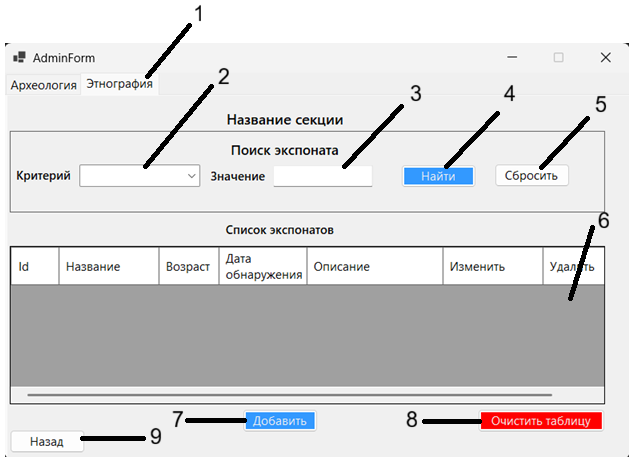 1
AdminForm
Археология Этнография
2
3
4
5
Название секции
Поиск экспоната
Критерий
Значение
Найти
Сбросить
6
Список экспонатов
Id
Название
Возраст
Дата
обнаружения
Описание
Изменить
Удалить
7
Добавить
8
Очистить таблицу
Назад
9